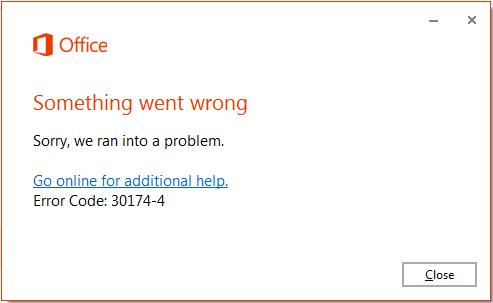 Office
Something went wrong
Sorry, we ran into a problem.
Go online for additional help.
Error Code: 30174-4
Close